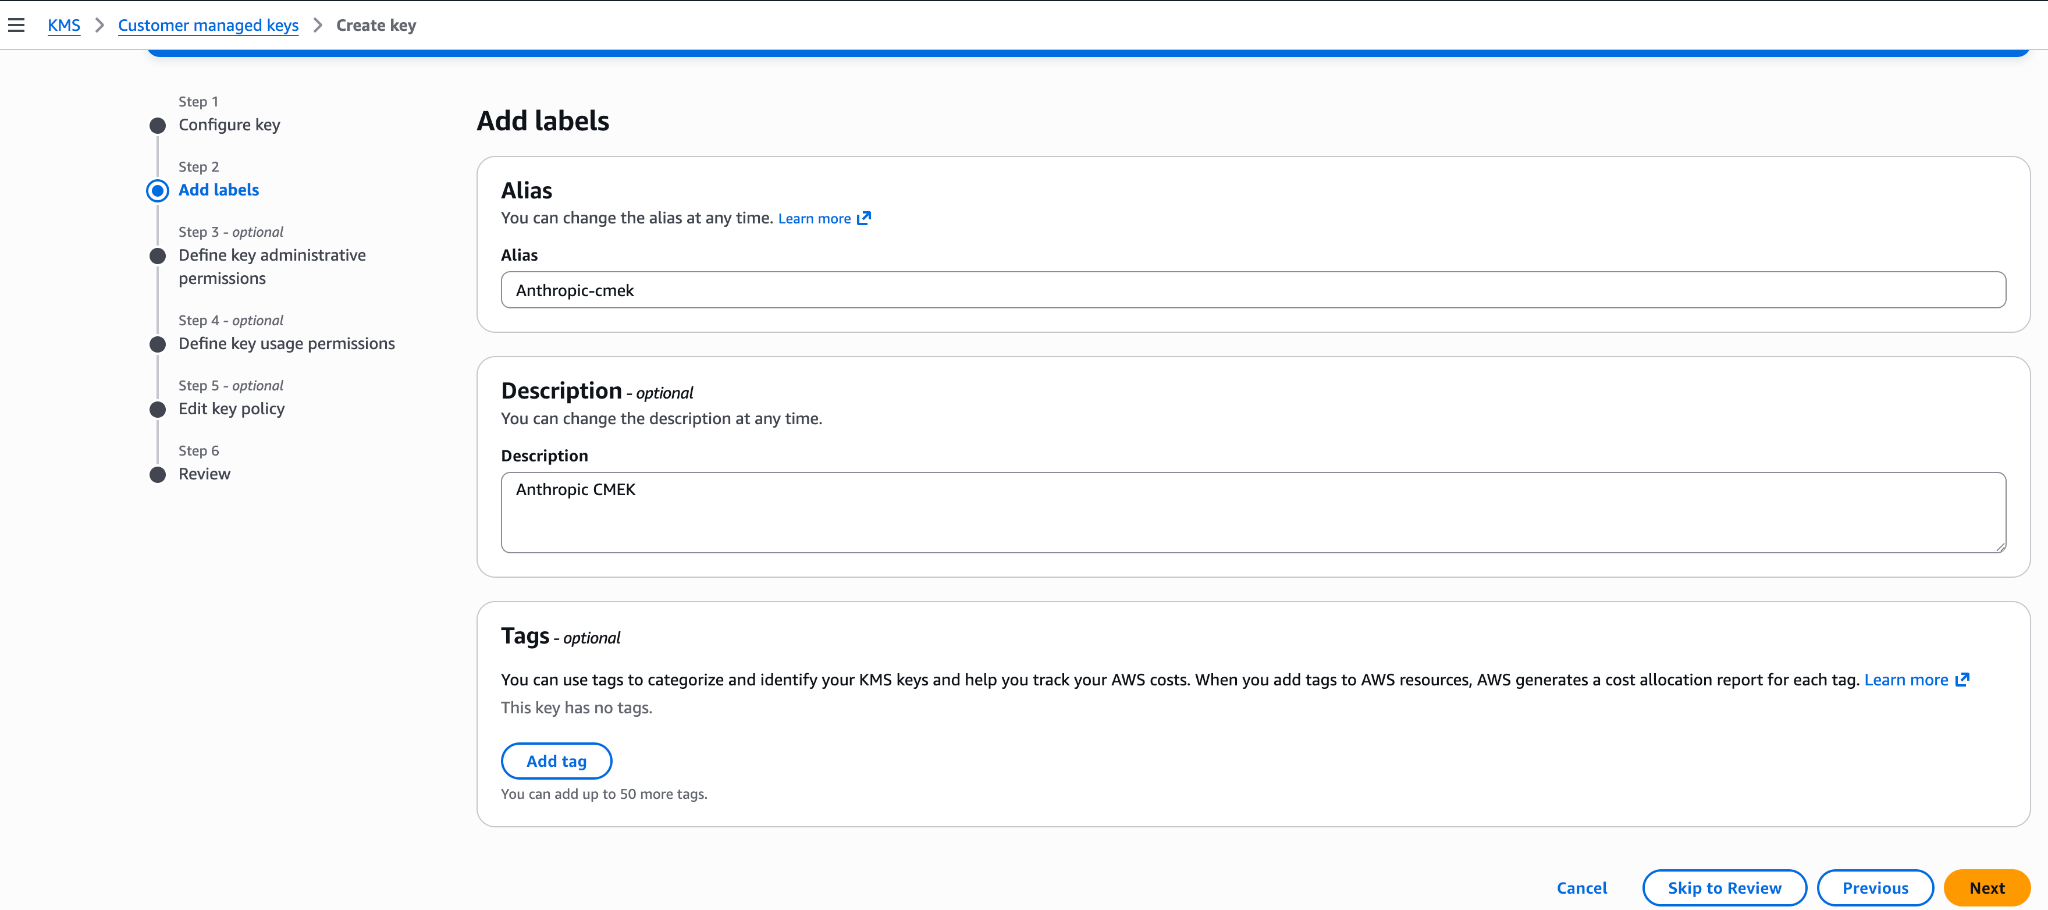 KMS > Customer managed keys > Create key
Step 1
Configure key
Step 2
Add labels
Step 3 - optional
Define key administrative
permissions
Step 4 - optional
Define key usage permissions
Step 5 - optional
Edit key policy
Step 6
Review
Add labels
Alias
You can change the alias at any time. Learn more
Alias
Anthropic-cmek
Description - optional
You can change the description at any time.
Description
Anthropic CMEK
Tags - optional
You can use tags to categorize and identify your KMS keys and help you track your AWS costs. When you add tags to AWS resources, AWS generates a cost allocation report for each tag. Learn more
This key has no tags.
Add tag
You can add up to 50 more tags.
Cancel
Skip to Review
Previous
Next